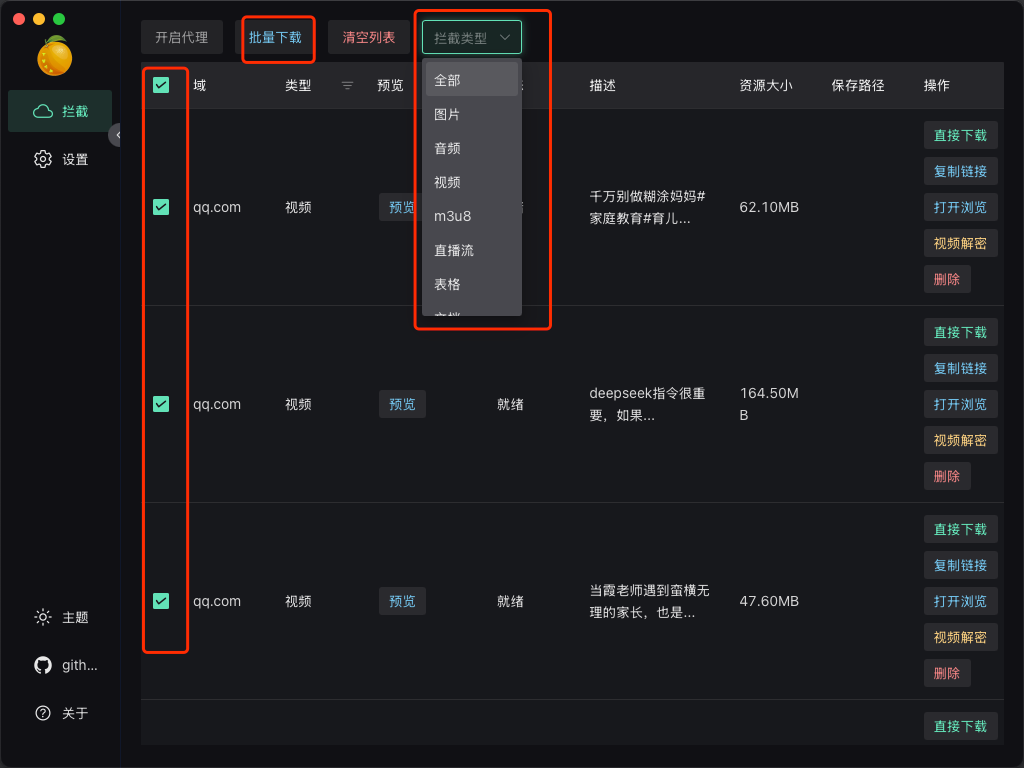 开启代理
批量下载
清空列表
拦截类型
拦截
设置
主题
gith...
关于
域
类型
预览
描述
资源大小
保存路径
操作
全部
图片
音频
视频
m3u8
直播流
表格
qq.com
视频
预览
千万别做糊涂妈妈#
家庭教育#育儿...
62.10MB
直接下载
复制链接
打开浏览
视频解密
删除
qq.com
视频
预览
就绪
deepseek指令很重
要，如果...
164.50M
B
直接下载
复制链接
打开浏览
视频解密
删除
qq.com
视频
预览
就绪
当霞老师遇到蛮横无
理的家长，也是...
47.60MB
直接下载
复制链接
打开浏览
视频解密
删除
直接下载